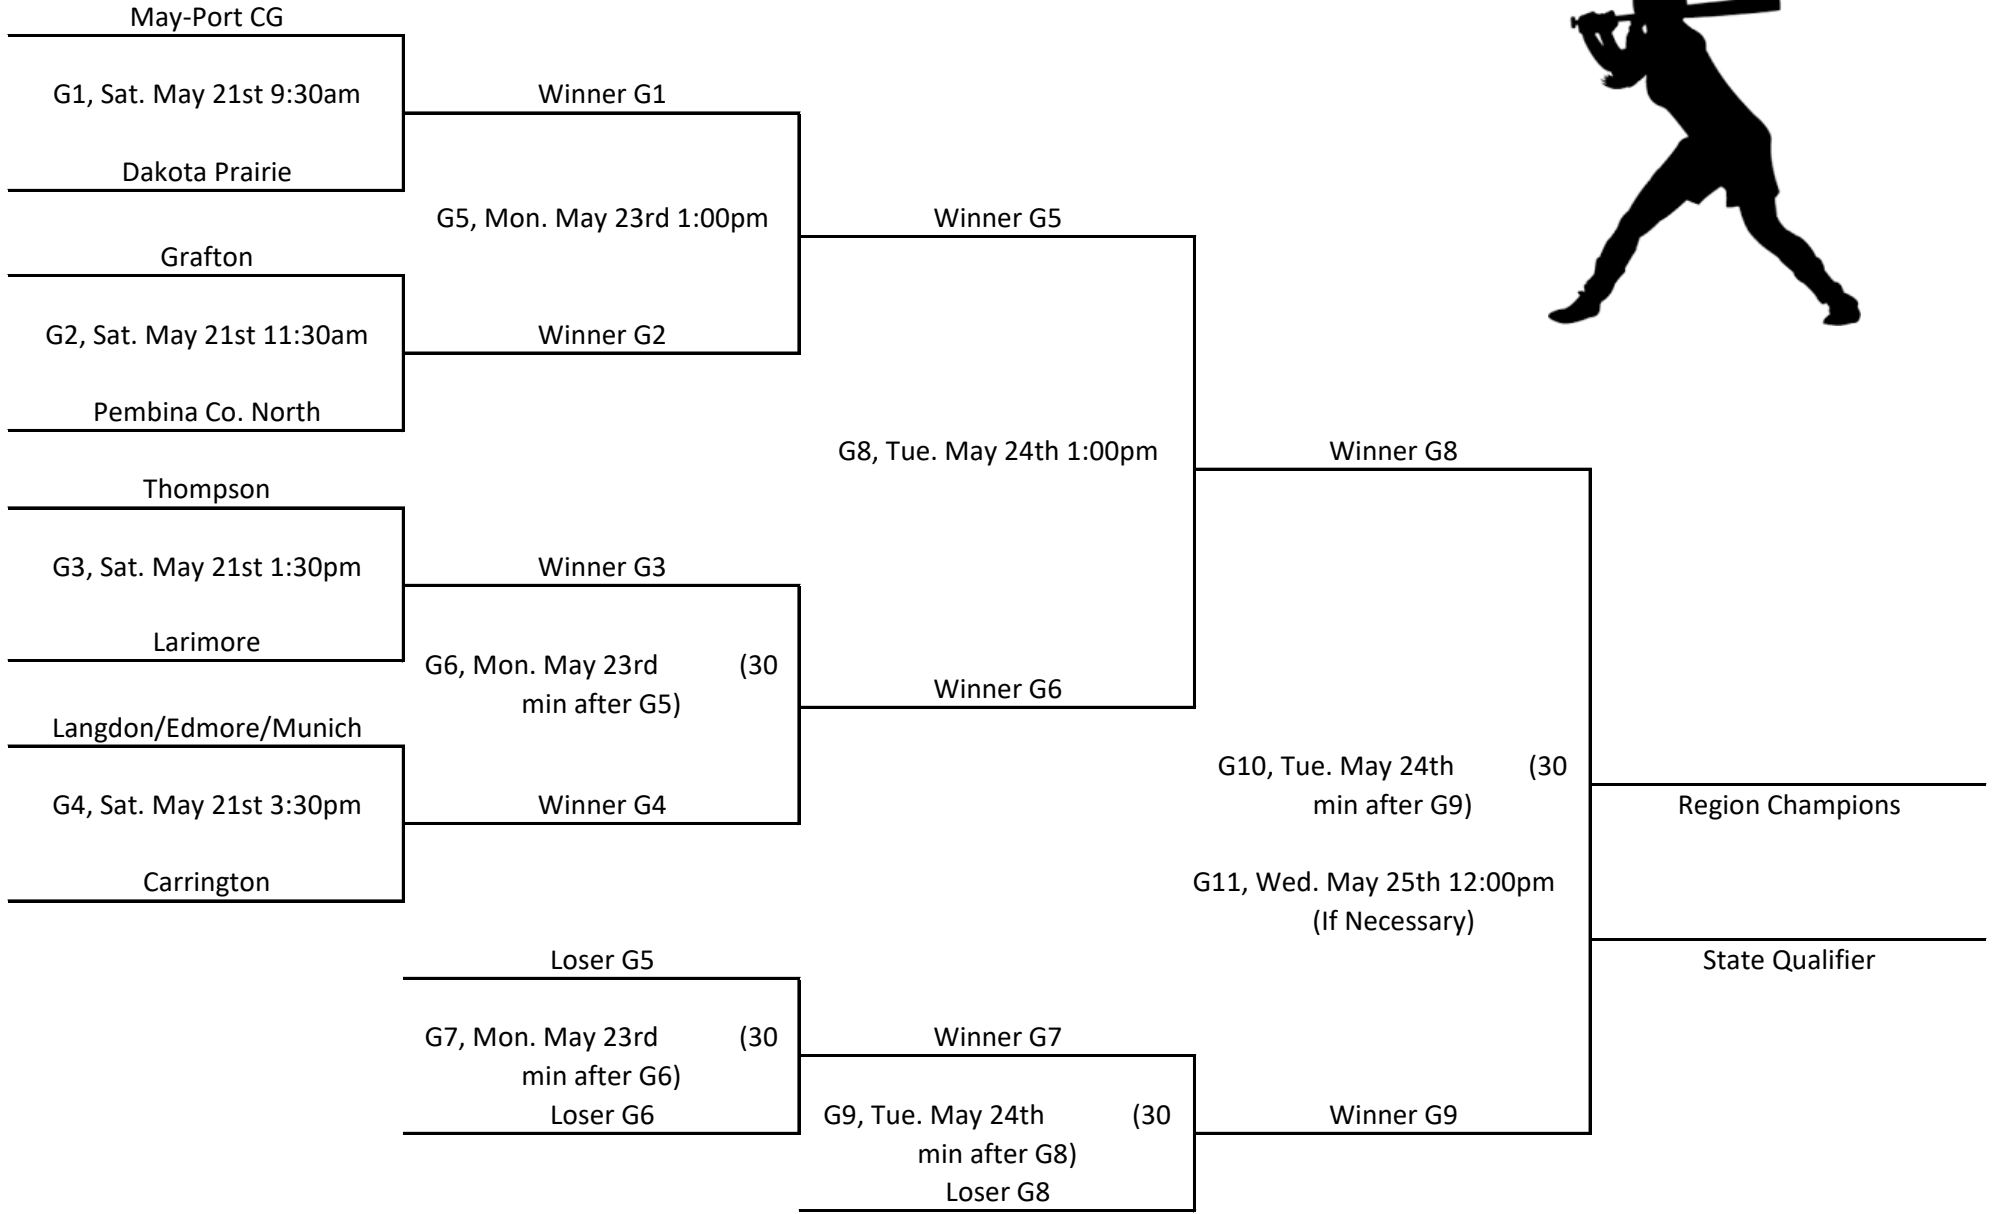 May-Port CG
G1, Sat. May 21st 9:30am
Winner G1
Dakota Prairie
G5, Mon. May 23rd 1:00pm
Winner G5
Grafton
G2, Sat. May 21st 11:30am
Winner G2
Pembina Co. North
G8, Tue. May 24th 1:00pm
Winner G8
Thompson
G3, Sat. May 21st 1:30pm
Winner G3
Larimore
G6, Mon. May 23rd (30
min after G5)
Winner G6
Langdon/Edmore/Munich
G4, Sat. May 21st 3:30pm
Winner G4
Carrington
G10, Tue. May 24th (30
min after G9)
Region Champions
G11, Wed. May 25th 12:00pm
(If Necessary)
State Qualifier
Loser G5
G7, Mon. May 23rd (30
min after G6)
Loser G6
Winner G7
G9, Tue. May 24th (30
min after G8)
Loser G8
Winner G9